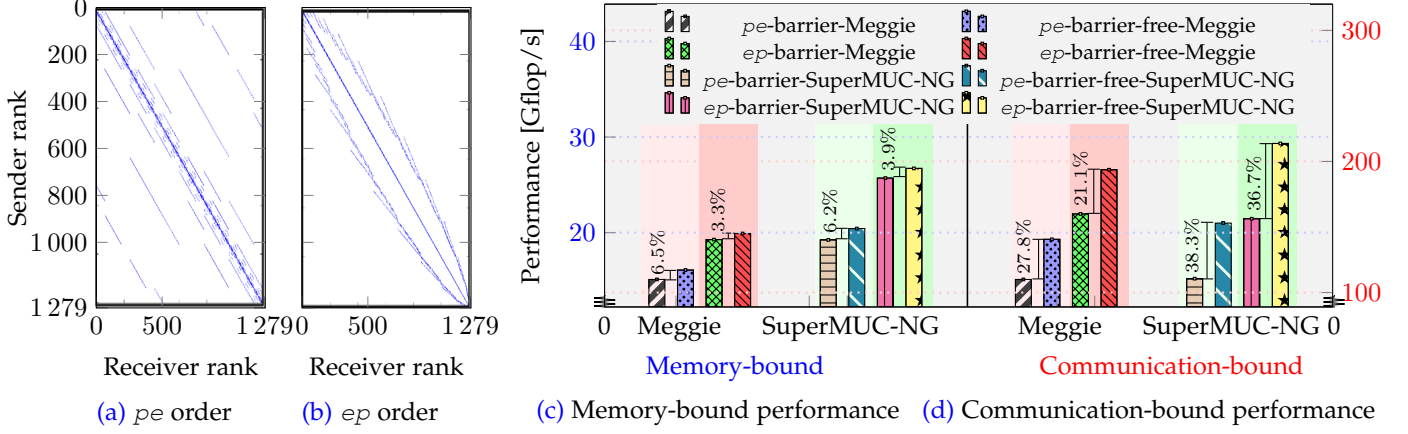 0
200
400
600
800
1 000
1 279
Sender rank
0
500
1 279
Receiver rank
(a) pe order
0
500
1 279
Receiver rank
(b) ep order
Performance [Gflop/s]
40
30
20
0
pe-barrier-Meggie
pe-barrier-free-Meggie
ep-barrier-Meggie
ep-barrier-free-Meggie
pe-barrier-SuperMUC-NG
pe-barrier-free-SuperMUC-NG
ep-barrier-SuperMUC-NG
ep-barrier-free-SuperMUC-NG
6.5%
3.3%
6.2%
3.9%
27.8%
21.1%
38.3%
36.7%
300
200
100
0
Meggie
SuperMUC-NG
Meggie
SuperMUC-NG
Memory-bound
Communication-bound
(c) Memory-bound performance
(d) Communication-bound performance